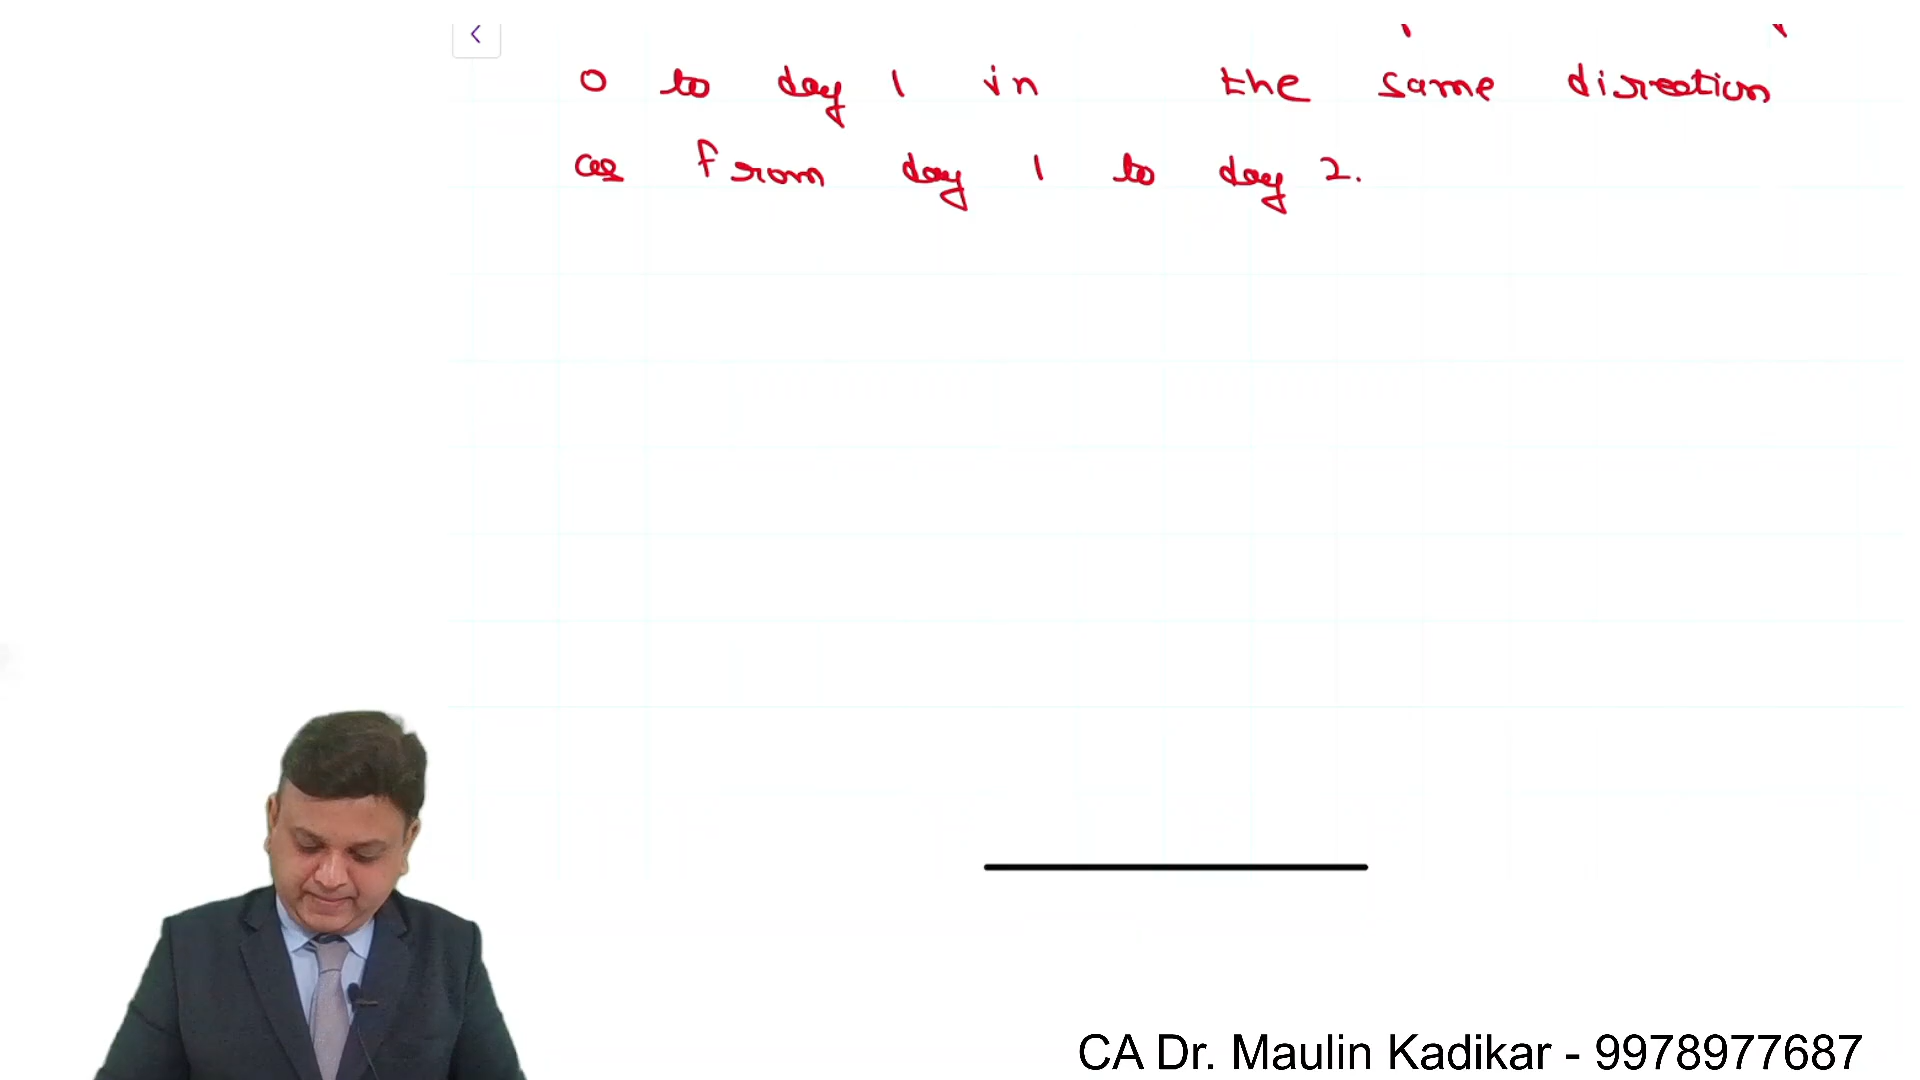 0 to day 1 in the same direction
as from day 1 to day 2.
CA Dr. Maulin Kadikar - 9978977687